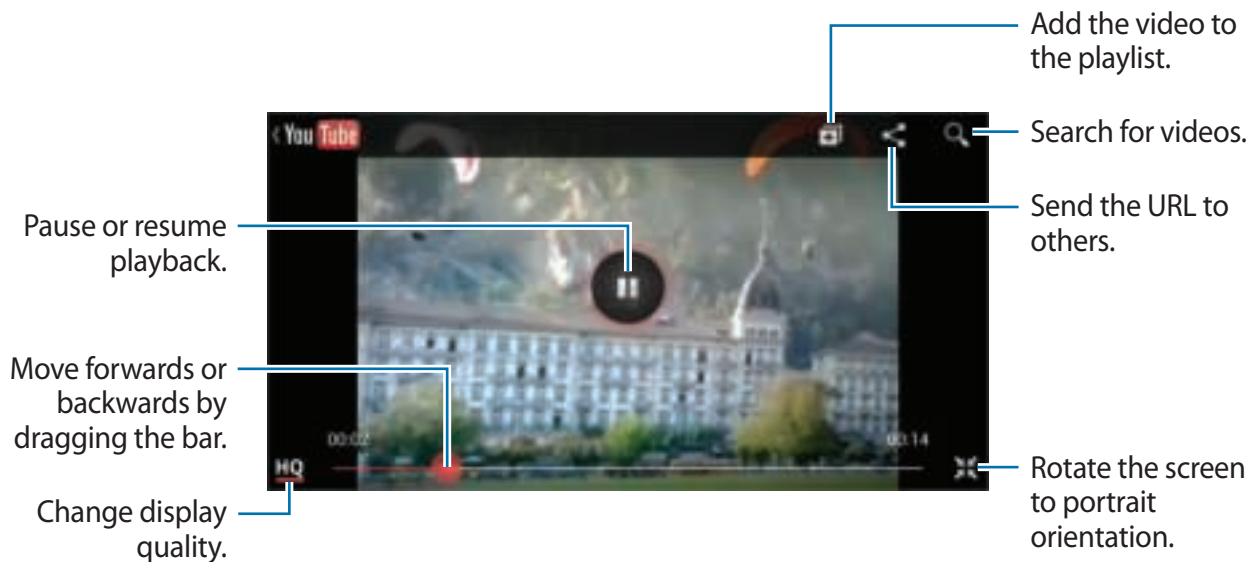 Add the video to
the playlist.
You Tube
Search for videos.
Send the URL to
others.
Pause or resume
playback.
Move forwards or
backwards by
dragging the bar.
00:02
00:14
HQ
Change display
quality.
Rotate the screen
to portrait
orientation.